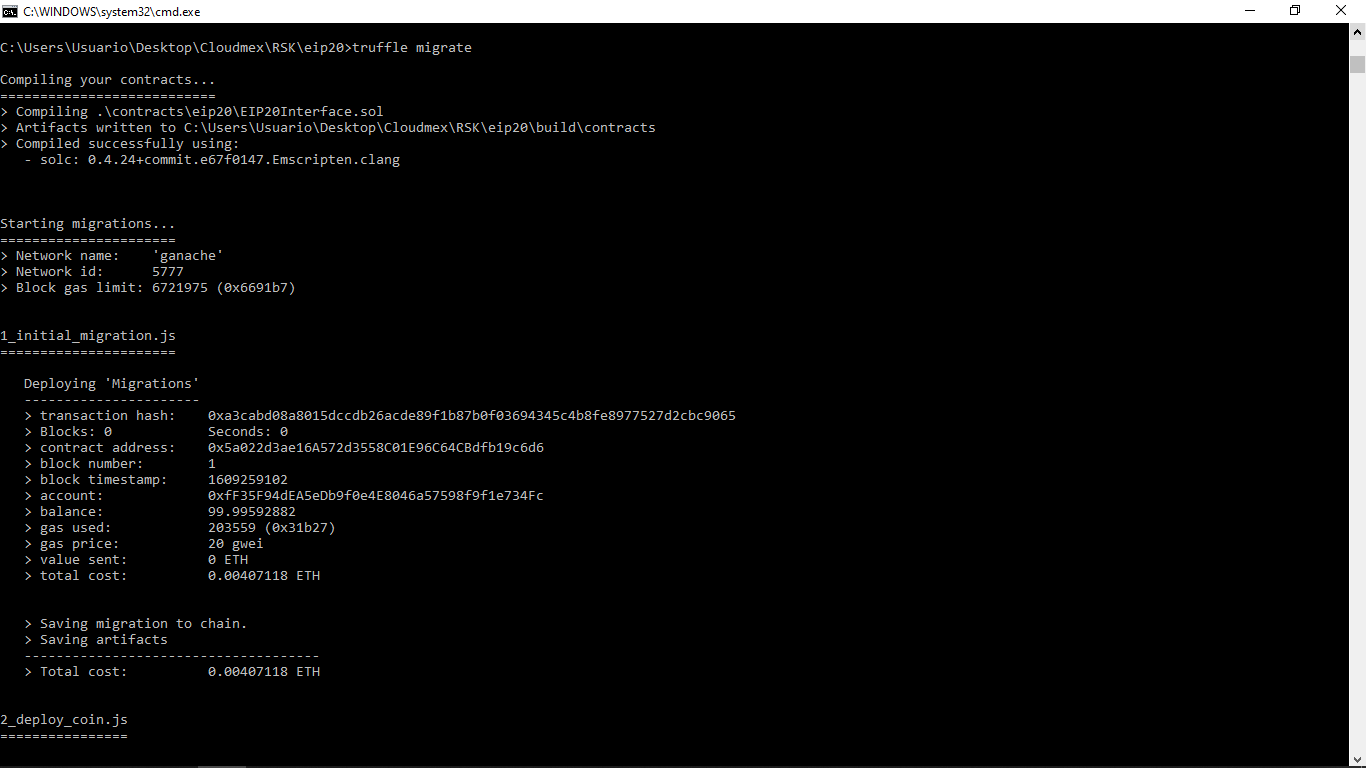 C:\WINDOWS\system32\cmd.exe
C:\Users\Usuario\Desktop\Cloudmex\RSK\eip20>truffle migrate
Compiling your contracts...
===========================
> Compiling .\contracts\eip20\EIP20Interface.sol
> Artifacts written to C:\Users\Usuario\Desktop\Cloudmex\RSK\eip20\build\contracts
> Compiled successfully using:
   - solc: 0.4.24+commit.e67f0147.Emscripten.clang
Starting migrations...
======================
> Network name:    'ganache'
> Network id:      5777
> Block gas limit: 6721975 (0x6691b7)
1_initial_migration.js
======================
   Deploying 'Migrations'
   ----------------------
   > transaction hash:    0xa3cabd08a8015dccdb26acde89f1b87b0f03694345c4b8fe8977527d2cbc9065
   > Blocks: 0            Seconds: 0
   > contract address:    0x5a022d3ae16A572d3558C01E96C64CBdfb19c6d6
   > block number:        1
   > block timestamp:     1609259102
   > account:             0xfF35F94dEA5eDb9f0e4E8046a57598f9f1e734Fc
   > balance:             99.99592882
   > gas used:            203559 (0x31b27)
   > gas price:           20 gwei
   > value sent:          0 ETH
   > total cost:          0.00407118 ETH
   > Saving migration to chain.
   > Saving artifacts
   -------------------------------------
   > Total cost:          0.00407118 ETH
2_deploy_coin.js
================